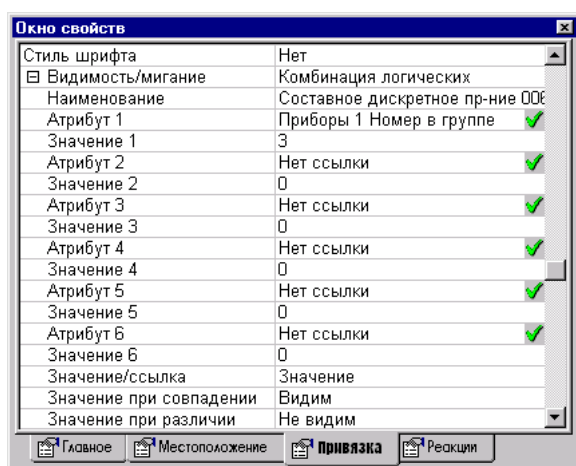 Окно свойств
Стиль шрифта Нет
Видимость/мигание Комбинация логических
Наименование Составное дискретное пр-ние 006
Атрибут 1 Приборы 1 Номер в группе
Значение 1 3
Атрибут 2 Нет ссылки
Значение 2 0
Атрибут 3 Нет ссылки
Значение 3 0
Атрибут 4 Нет ссылки
Значение 4 0
Атрибут 5 Нет ссылки
Значение 5 0
Атрибут 6 Нет ссылки
Значение 6 0
Значение/ссылка Значение
Значение при совпадении Видим
Значение при различии Не видим
Главное Местоположение Привязка Реакции